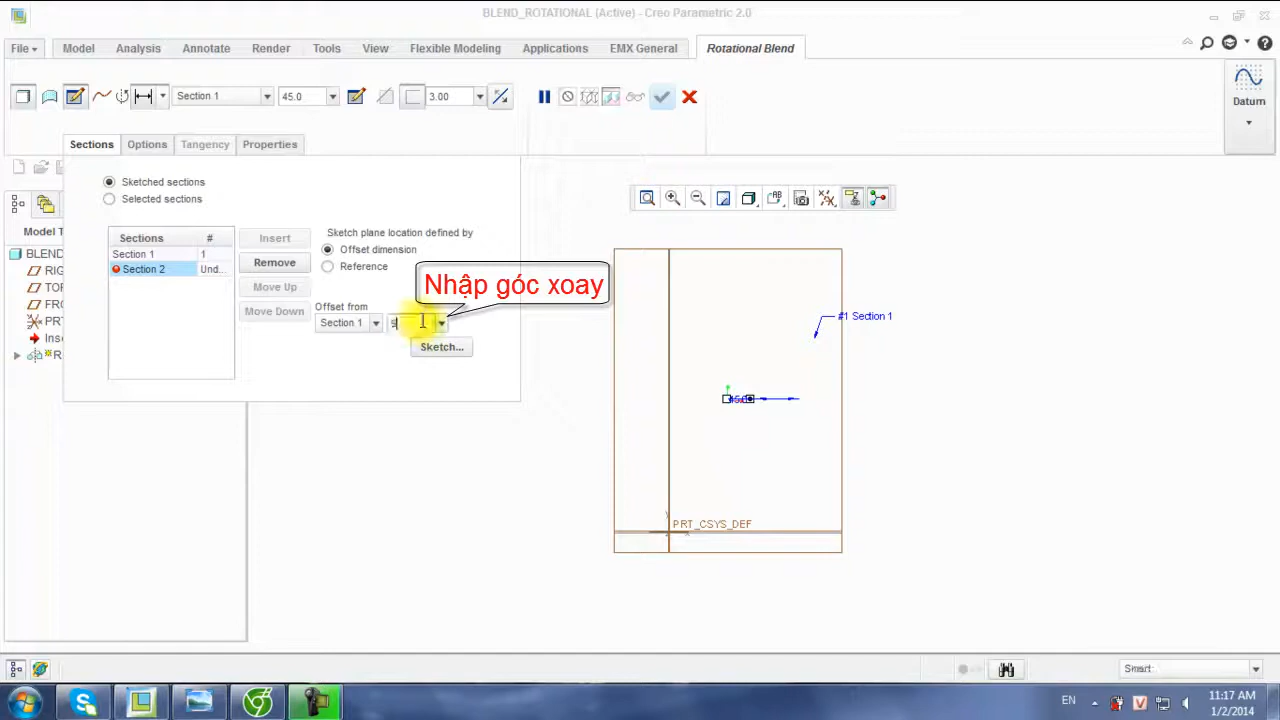 BLEND_ROTATIONAL (Active) - Creo Parametric 2.0
File Model Analysis Annotate Render Tools View Flexible Modeling Applications EMX General Rotational Blend
Section 1 45.0 3.00
Datum
Sections Options Tangency Properties
Sketched sections
Selected sections
Model T
Sections #
Section 1 1
Section 2 Und...
Insert
Remove
Move Up
Move Down
Sketch plane location defined by
Offset dimension
Reference
Offset from
Section 1
Sketch...
Nhập góc xoay
BLEND
RIG
TOP
FRO
PRT
Inse
R
#1 Section 1
PRT_CSYS_DEF
Y
X
Smart
EN
11:17 AM
1/2/2014